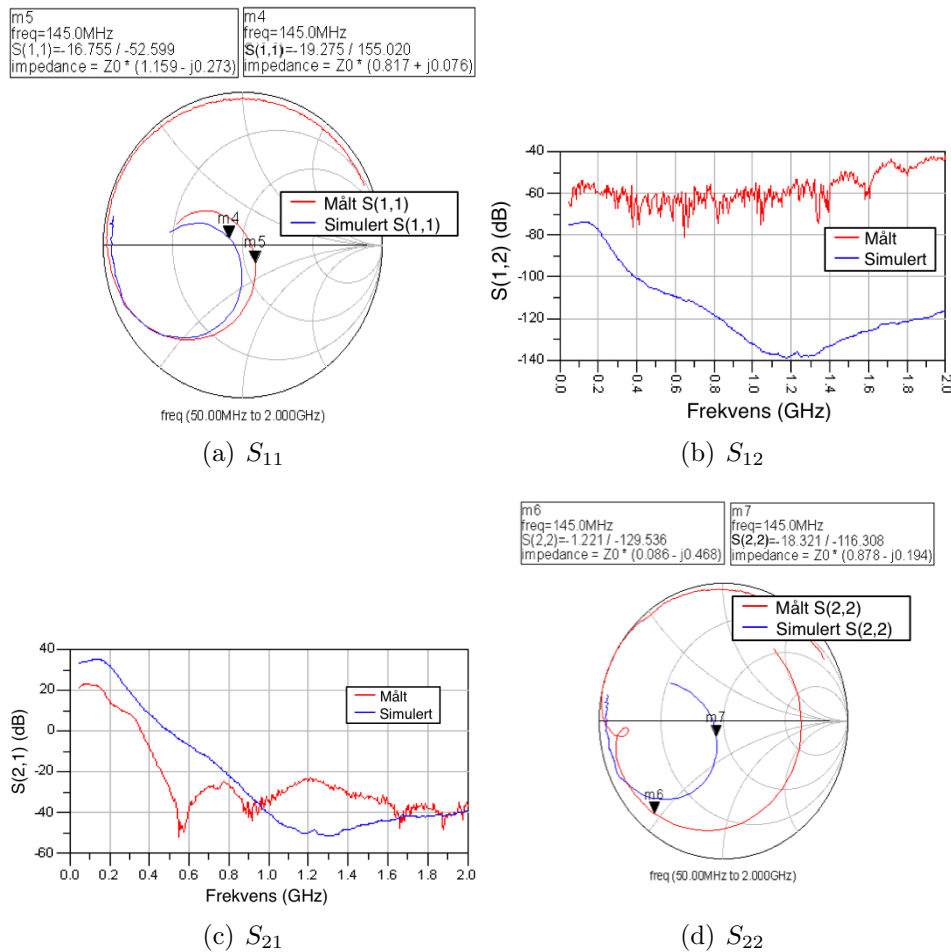 m5
freq=145.0MHz
S(1,1)=-16.755 / -52.599
impedance = Z0 * (1.159 - j0.273)
m4
freq=145.0MHz
S(1,1)=-19.275 / 155.020
impedance = Z0 * (0.817 + j0.076)
Målt S(1,1)
Simulert S(1,1)
m4
m5
freq (50.00MHz to 2.000GHz)
(a) S11
S(1,2) (dB)
-40
-60
-80
-100
-120
-140
Målt
Simulert
0.0 0.2 0.4 0.6 0.8 1.0 1.2 1.4 1.6 1.8 2.0
Frekvens (GHz)
(b) S12
S(2,1) (dB)
40
20
0
-20
-40
-60
Målt
Simulert
0.0 0.2 0.4 0.6 0.8 1.0 1.2 1.4 1.6 1.8 2.0
Frekvens (GHz)
(c) S21
m6
freq=145.0MHz
S(2,2)=-1.221 / -129.536
impedance = Z0 * (0.086 - j0.468)
m7
freq=145.0MHz
S(2,2)=-18.321 / -116.308
impedance = Z0 * (0.878 - j0.194)
Målt S(2,2)
Simulert S(2,2)
m7
m6
freq (50.00MHz to 2.000GHz)
(d) S22